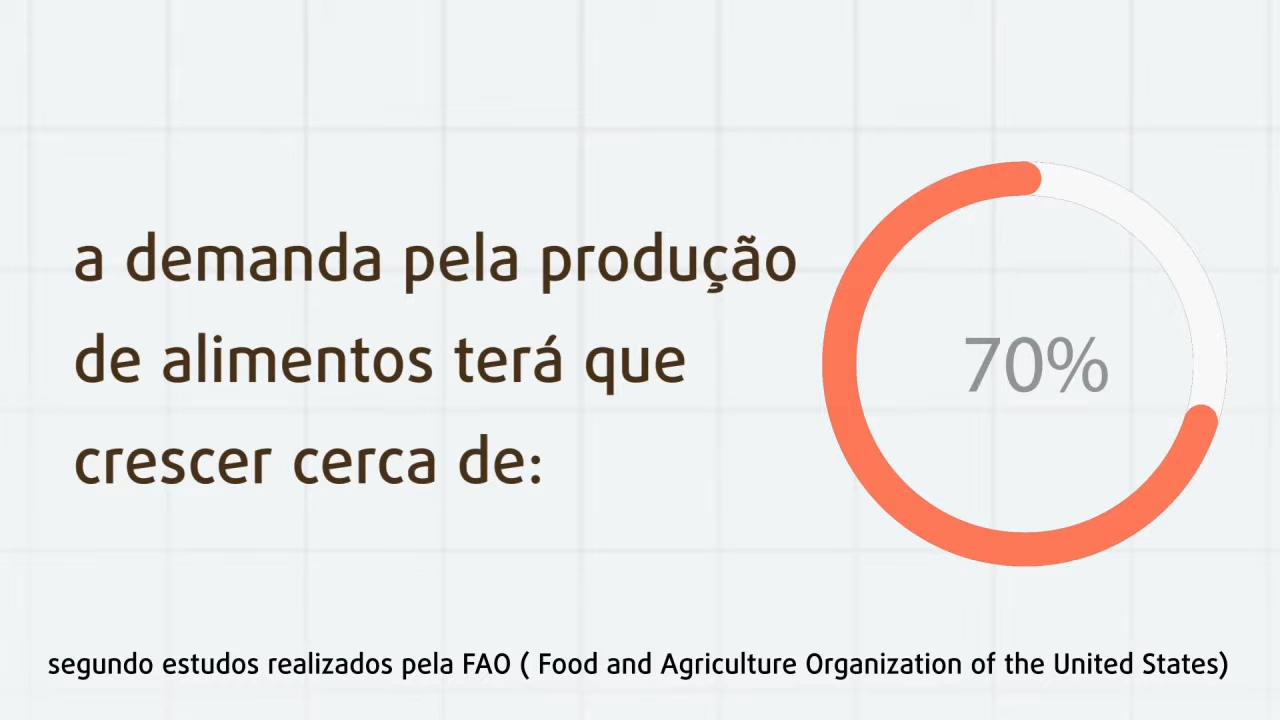 a demanda pela produção
de alimentos terá que
crescer cerca de:
70%
segundo estudos realizados pela FAO ( Food and Agriculture Organization of the United States)